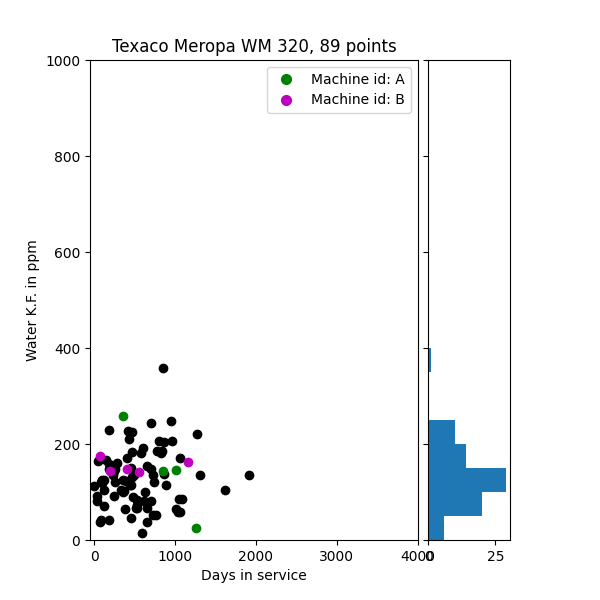 Texaco Meropa WM 320, 89 points
Machine id: A
Machine id: B
Water K.F. in ppm
1000
800
600
400
200
0
0 1000 2000 3000 4000
0 25
Days in service